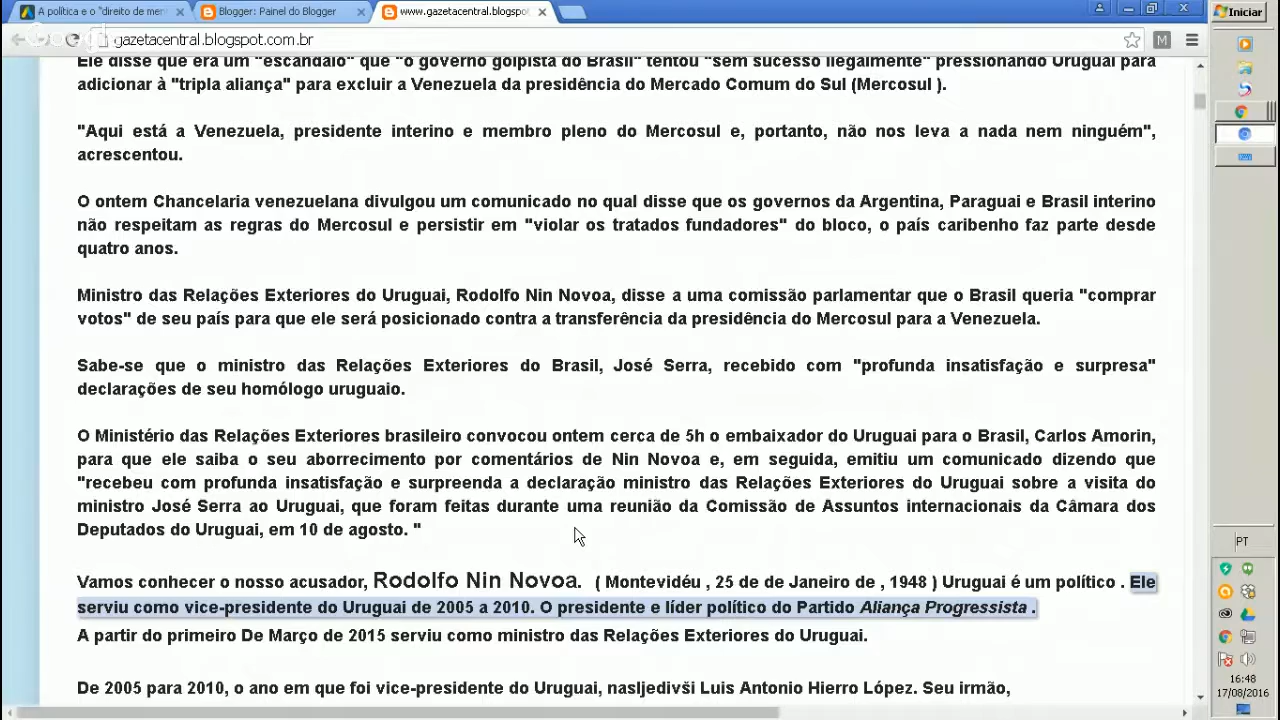 A política e o "direito de men
Blogger: Painel do Blogger
www.gazetacentral.blogspo
Iniciar
gazetacentral.blogspot.com.br
M
Ele disse que era um "escândalo" que "o governo golpista do Brasil" tentou "sem sucesso ilegalmente" pressionando Uruguai para
adicionar à "tripla aliança" para excluir a Venezuela da presidência do Mercado Comum do Sul (Mercosul ).
"Aqui está a Venezuela, presidente interino e membro pleno do Mercosul e, portanto, não nos leva a nada nem ninguém",
acrescentou.
O ontem Chancelaria venezuelana divulgou um comunicado no qual disse que os governos da Argentina, Paraguai e Brasil interino
não respeitam as regras do Mercosul e persistir em "violar os tratados fundadores" do bloco, o país caribenho faz parte desde
quatro anos.
Ministro das Relações Exteriores do Uruguai, Rodolfo Nin Novoa, disse a uma comissão parlamentar que o Brasil queria "comprar
votos" de seu país para que ele será posicionado contra a transferência da presidência do Mercosul para a Venezuela.
Sabe-se que o ministro das Relações Exteriores do Brasil, José Serra, recebido com "profunda insatisfação e surpresa"
declarações de seu homólogo uruguaio.
O Ministério das Relações Exteriores brasileiro convocou ontem cerca de 5h o embaixador do Uruguai para o Brasil, Carlos Amorin,
para que ele saiba o seu aborrecimento por comentários de Nin Novoa e, em seguida, emitiu um comunicado dizendo que
"recebeu com profunda insatisfação e surpreenda a declaração ministro das Relações Exteriores do Uruguai sobre a visita do
ministro José Serra ao Uruguai, que foram feitas durante uma reunião da Comissão de Assuntos internacionais da Câmara dos
Deputados do Uruguai, em 10 de agosto. "
Vamos conhecer o nosso acusador, Rodolfo Nin Novoa. ( Montevidéu , 25 de de Janeiro de , 1948 ) Uruguai é um político . Ele
serviu como vice-presidente do Uruguai de 2005 a 2010. O presidente e líder político do Partido Aliança Progressista .
A partir do primeiro De Março de 2015 serviu como ministro das Relações Exteriores do Uruguai.
De 2005 para 2010, o ano em que foi vice-presidente do Uruguai, nasljedivši Luis Antonio Hierro López. Seu irmão,
PT
16:48
17/08/2016